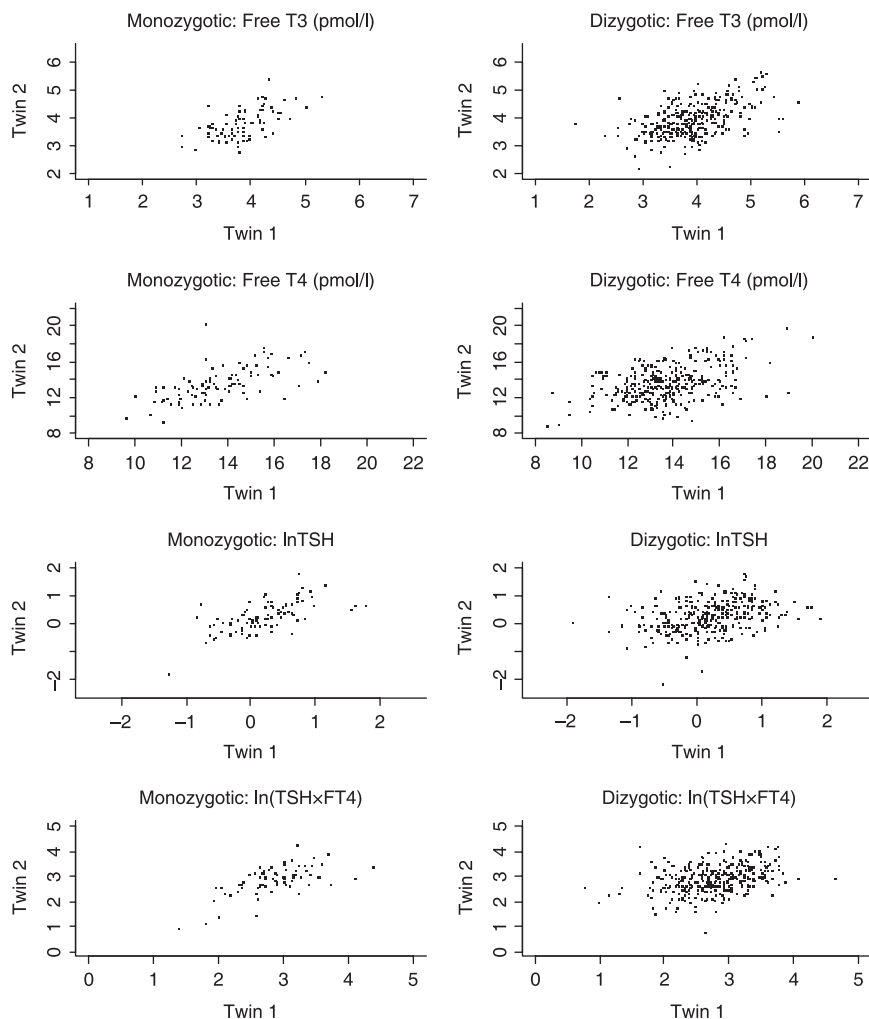 Monozygotic: Free T3 (pmol/l)
Twin 2
6
5
4
3
2
1 2 3 4 5 6 7
Twin 1
Dizygotic: Free T3 (pmol/l)
Twin 2
6
5
4
3
2
1 2 3 4 5 6 7
Twin 1
Monozygotic: Free T4 (pmol/l)
Twin 2
20
16
12
8
8 10 12 14 16 18 20 22
Twin 1
Dizygotic: Free T4 (pmol/l)
Twin 2
20
16
12
8
8 10 12 14 16 18 20 22
Twin 1
Monozygotic: lnTSH
Twin 2
2
1
0
−2
−2 −1 0 1 2
Twin 1
Dizygotic: lnTSH
Twin 2
2
1
0
−2
−2 −1 0 1 2
Twin 1
Monozygotic: ln(TSH×FT4)
Twin 2
5
4
3
2
1
0
0 1 2 3 4 5
Twin 1
Dizygotic: ln(TSH×FT4)
Twin 2
5
4
3
2
1
0
0 1 2 3 4 5
Twin 1